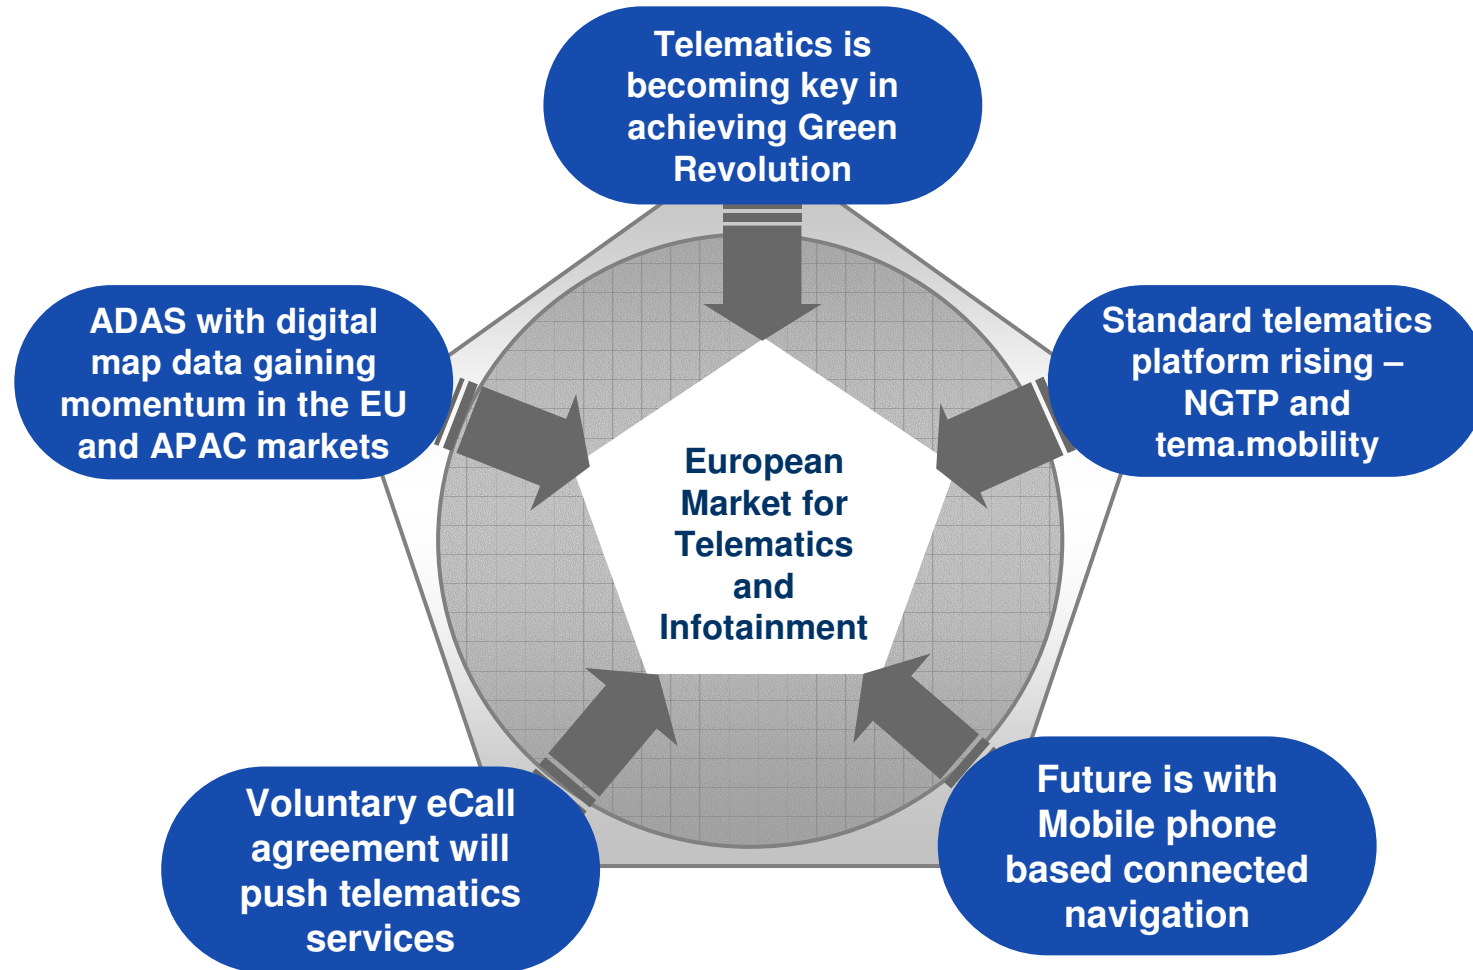 Telematics is
becoming key in
achieving Green
Revolution
ADAS with digital
map data gaining
momentum in the EU
and APAC markets
Standard telematics
platform rising –
NGTP and
tema.mobility
European
Market for
Telematics
and
Infotainment
Voluntary eCall
agreement will
push telematics
services
Future is with
Mobile phone
based connected
navigation